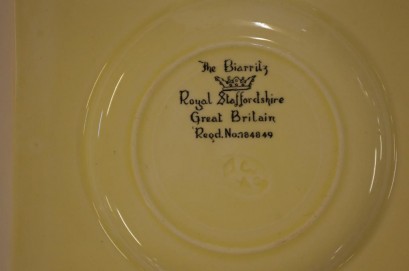 The Biarritz
Royal Staffordshire
Great Britain
Regd. No: 784849